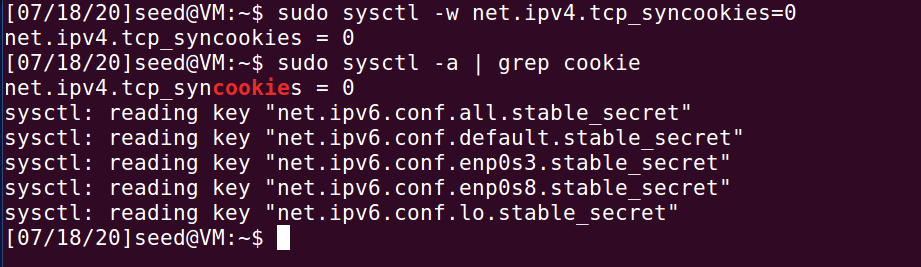 [07/18/20]seed@VM:~$ sudo sysctl -w net.ipv4.tcp_syncookies=0
net.ipv4.tcp_syncookies = 0
[07/18/20]seed@VM:~$ sudo sysctl -a | grep cookie
net.ipv4.tcp_syncookies = 0
sysctl: reading key "net.ipv6.conf.all.stable_secret"
sysctl: reading key "net.ipv6.conf.default.stable_secret"
sysctl: reading key "net.ipv6.conf.enp0s3.stable_secret"
sysctl: reading key "net.ipv6.conf.enp0s8.stable_secret"
sysctl: reading key "net.ipv6.conf.lo.stable_secret"
[07/18/20]seed@VM:~$